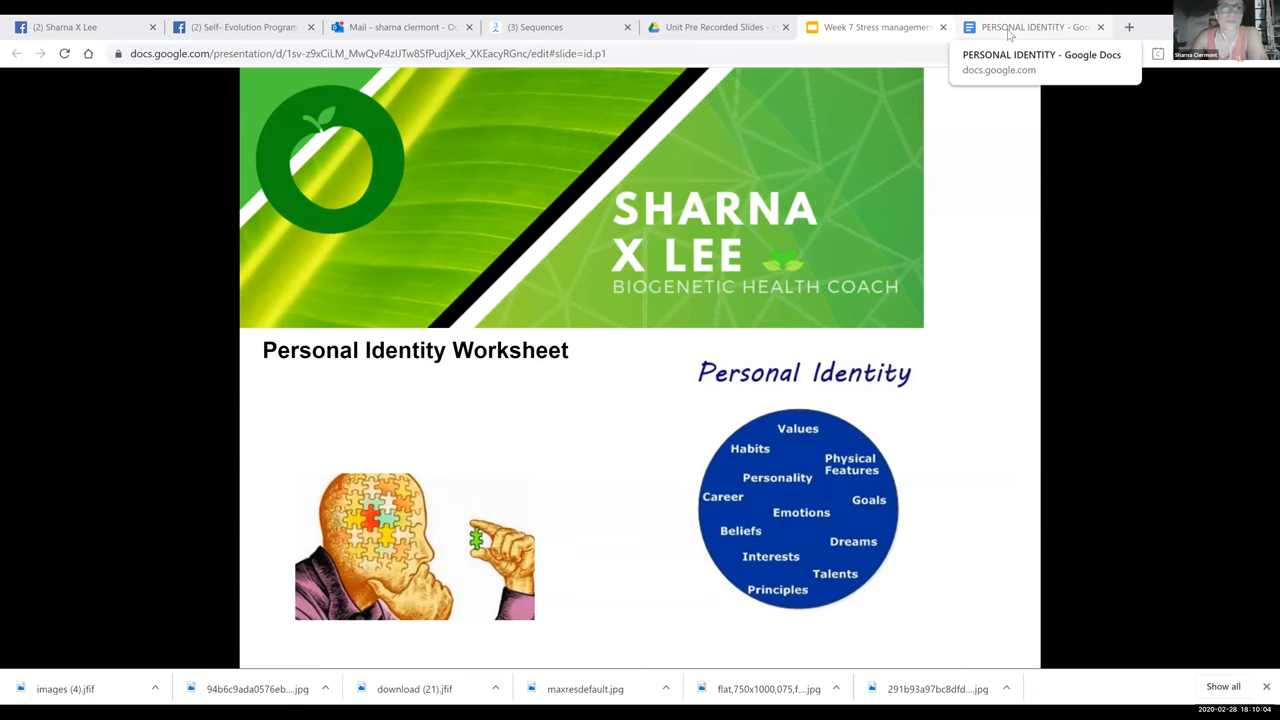 (2) Sharna X Lee
(2) Self- Evolution Program
Mail - sharna clermont - Ou
(3) Sequences
Unit Pre Recorded Slides -
Week 7 Stress management
PERSONAL IDENTITY - Goo
docs.google.com/presentation/d/1sv-z9xCiLM_MwQvP4zIJTw8SfPudjXek_XKEacyRGnc/edit#slide=id.p1
PERSONAL IDENTITY - Google Docs
docs.google.com
Sharna Clermont
SHARNA
X LEE
BIOGENETIC HEALTH COACH
Personal Identity Worksheet
Personal Identity
Values
Habits
Physical
Features
Personality
Career
Goals
Emotions
Beliefs
Dreams
Interests
Talents
Principles
images (4).jfif
94b6c9ada0576eb....jpg
download (21).jfif
maxresdefault.jpg
flat,750x1000,075,f....jpg
291b93a97bc8dfd....jpg
Show all
2020-02-28 18:10:04